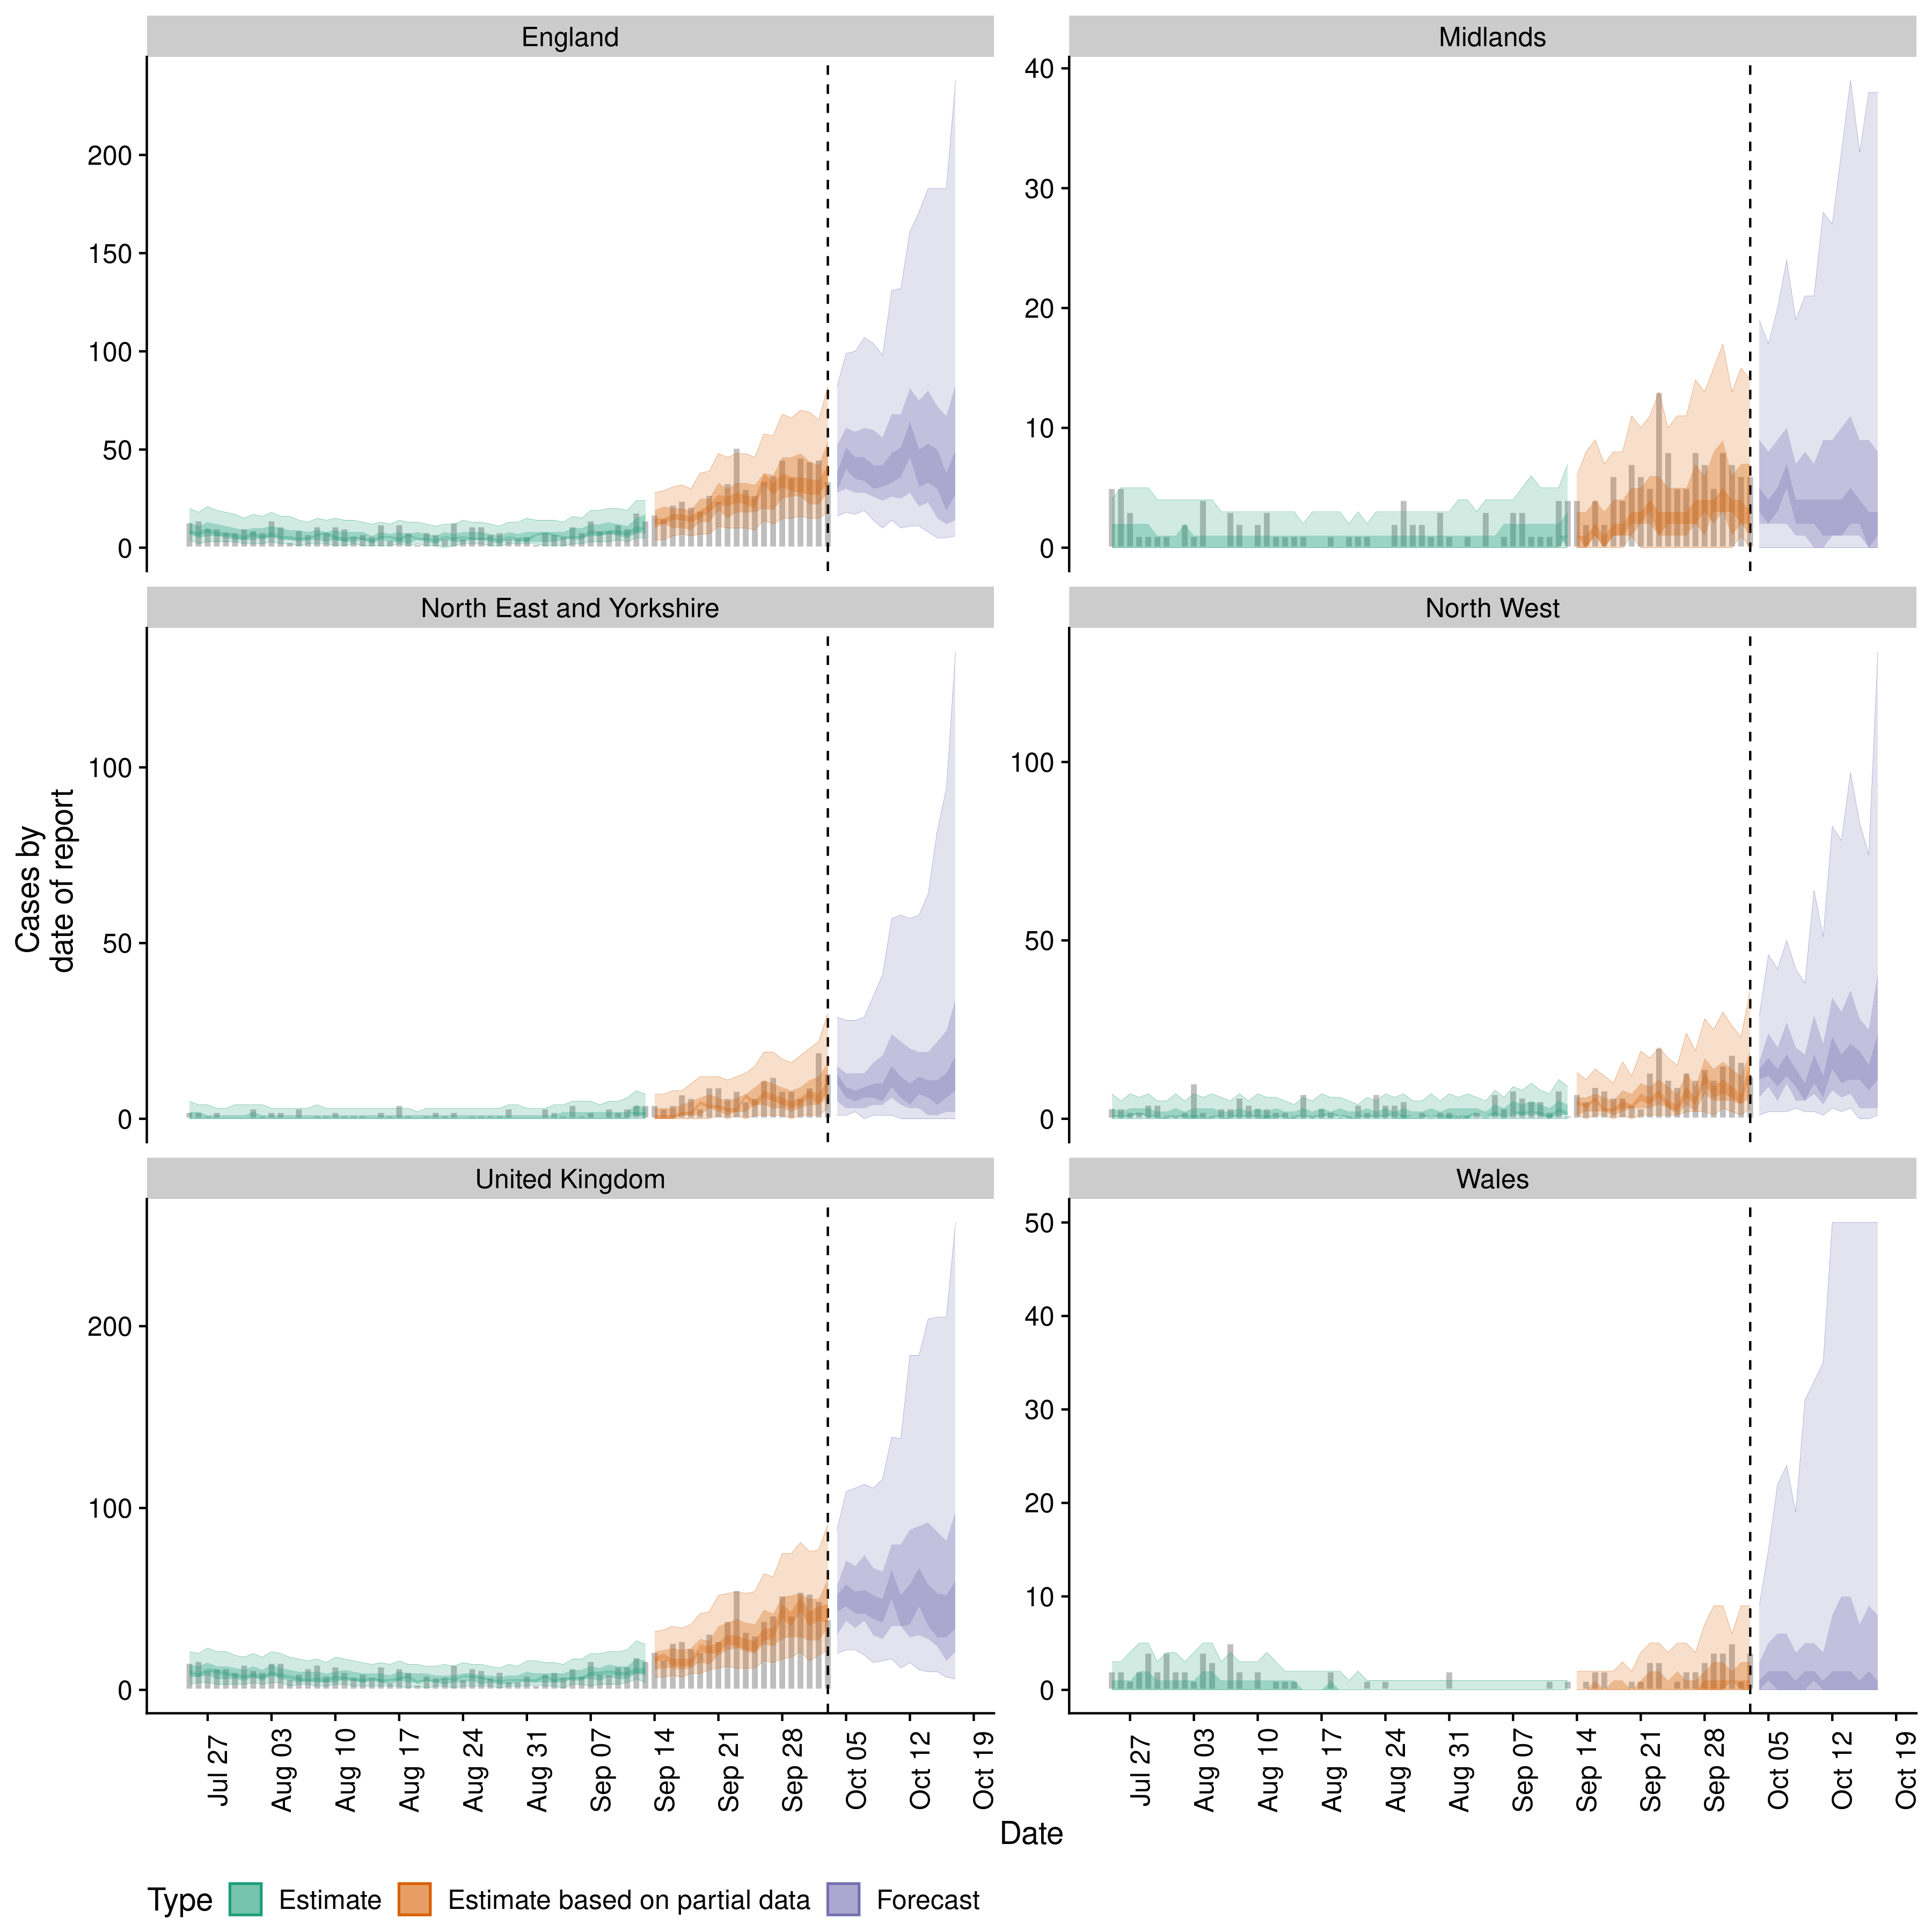 England
Midlands
200
150
100
50
0
40
30
20
10
0
North East and Yorkshire
North West
100
50
0
100
50
0
Cases by
date of report
United Kingdom
Wales
200
100
0
50
40
30
20
10
0
Jul 27
Aug 03
Aug 10
Aug 17
Aug 24
Aug 31
Sep 07
Sep 14
Sep 21
Sep 28
Oct 05
Oct 12
Oct 19
Jul 27
Aug 03
Aug 10
Aug 17
Aug 24
Aug 31
Sep 07
Sep 14
Sep 21
Sep 28
Oct 05
Oct 12
Oct 19
Date
Type Estimate Estimate based on partial data Forecast